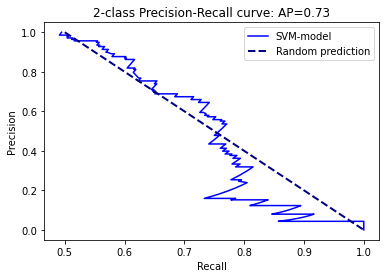 2-class Precision-Recall curve: AP=0.73
SVM-model
Random prediction
Precision
1.0
0.8
0.6
0.4
0.2
0.0
0.5
0.6
0.7
0.8
0.9
1.0
Recall